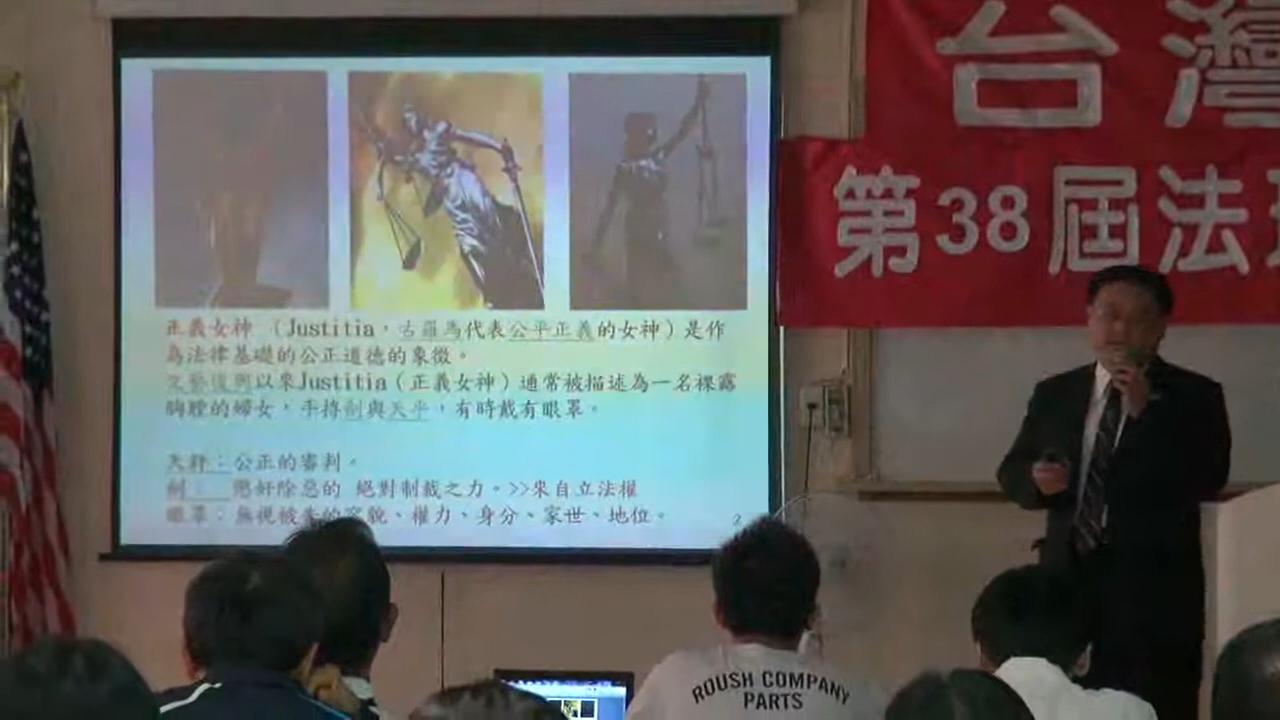 正義女神 （Justitia，古羅馬代表公平正義的女神）是作
為法律基礎的公正道德的象徵。
文藝復興以來Justitia（正義女神）通常被描述為一名裸露
胸膛的婦女，手持劍與天平，有時戴有眼罩。
天秤：公正的審判。
劍： 懲奸除惡的 絕對制裁之力。>>來自立法權
眼罩：無視被告的容貌、權力、身分、家世、地位。
2
台灣
第38屆法
ROUSH COMPANY
PARTS